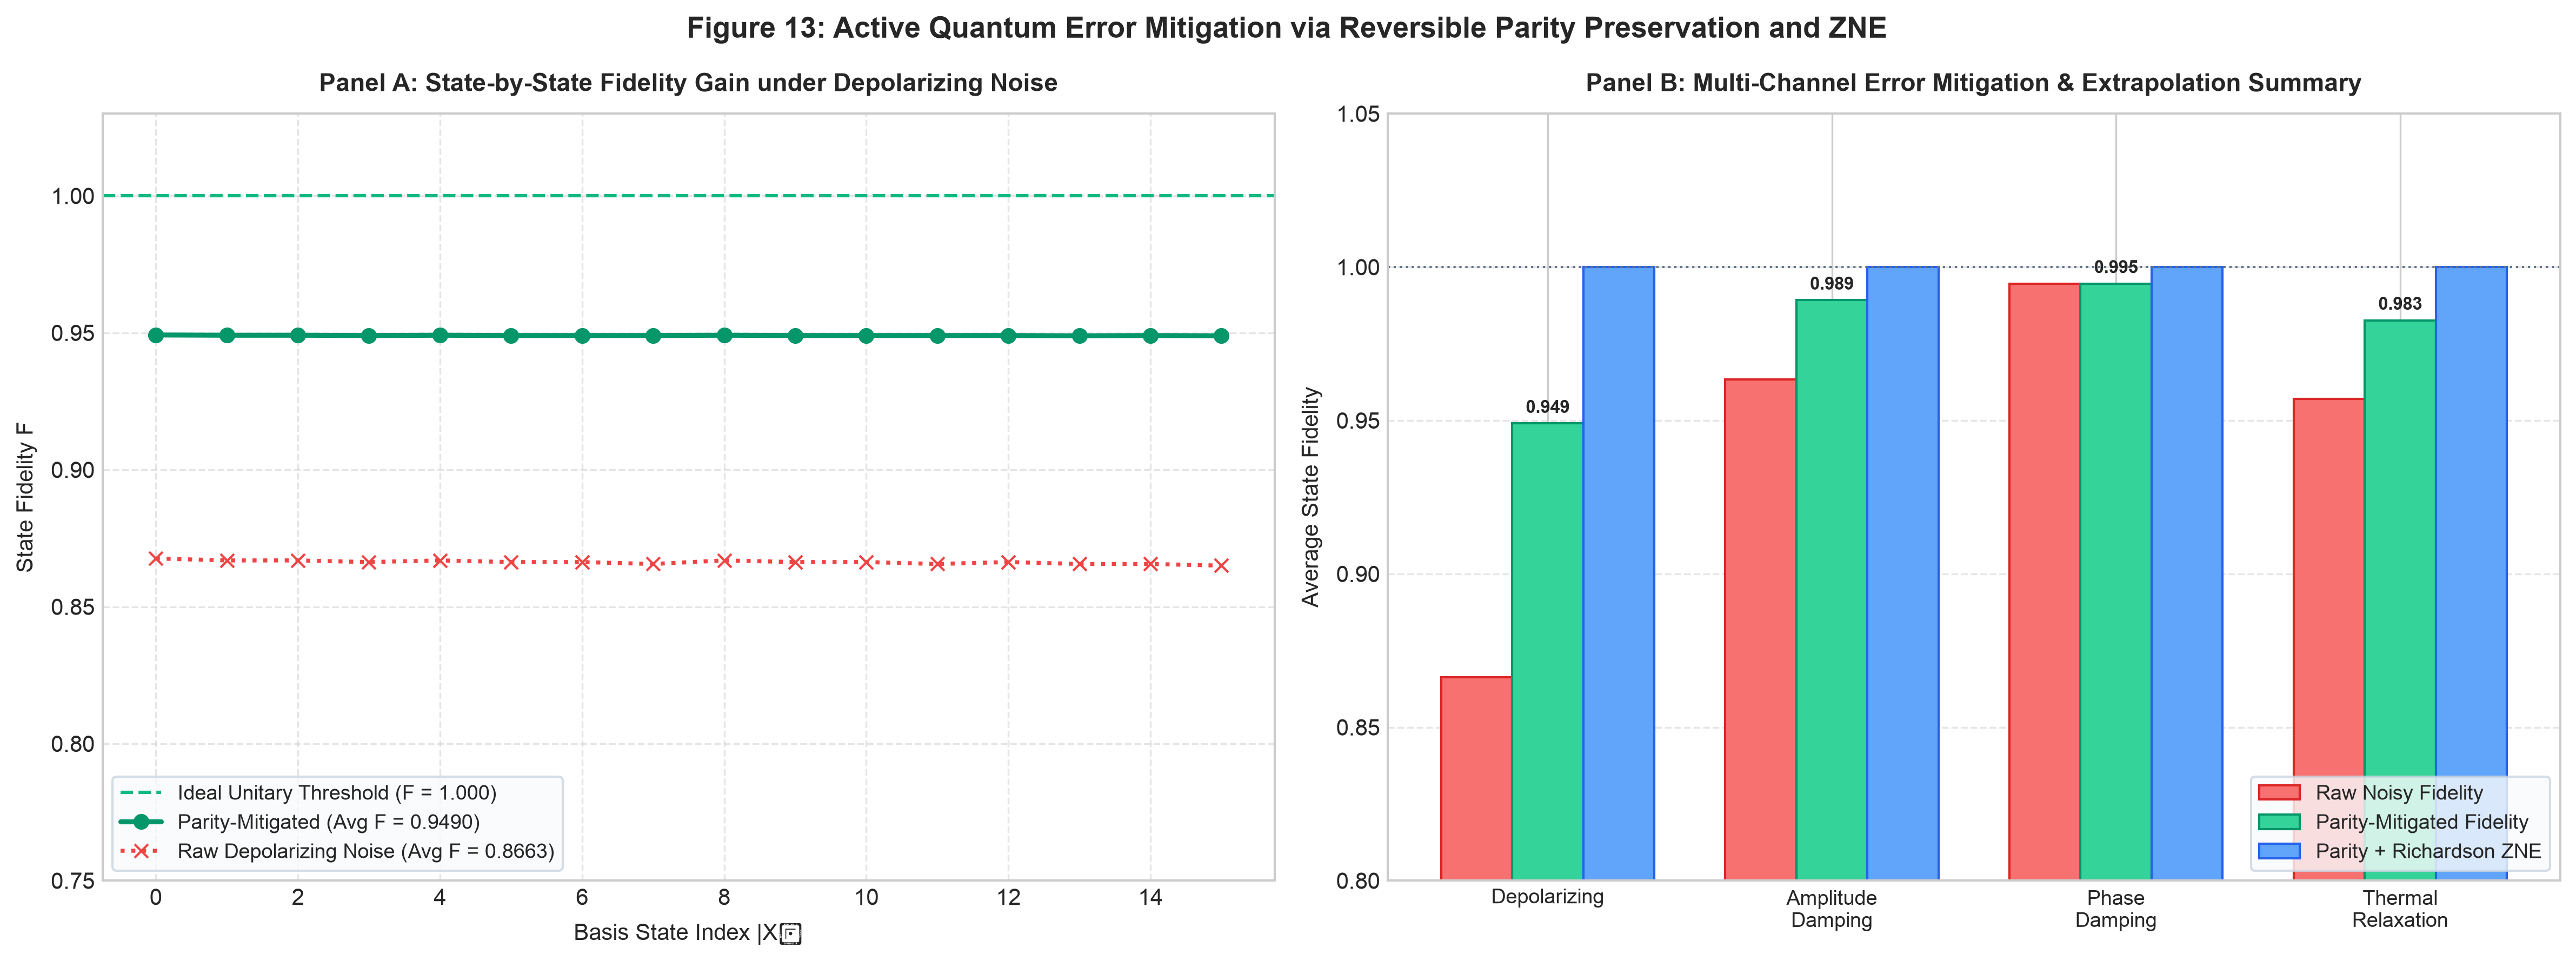 Figure 13: Active Quantum Error Mitigation via Reversible Parity Preservation and ZNE
Panel A: State-by-State Fidelity Gain under Depolarizing Noise
State Fidelity F
1.00
0.95
0.90
0.85
0.80
0.75
Ideal Unitary Threshold (F = 1.000)
Parity-Mitigated (Avg F = 0.9490)
Raw Depolarizing Noise (Avg F = 0.8663)
0 2 4 6 8 10 12 14
Basis State Index |X
Panel B: Multi-Channel Error Mitigation & Extrapolation Summary
Average State Fidelity
1.05
1.00
0.95
0.90
0.85
0.80
0.949
0.989
0.995
0.983
Raw Noisy Fidelity
Parity-Mitigated Fidelity
Parity + Richardson ZNE
Depolarizing
Amplitude
Damping
Phase
Damping
Thermal
Relaxation